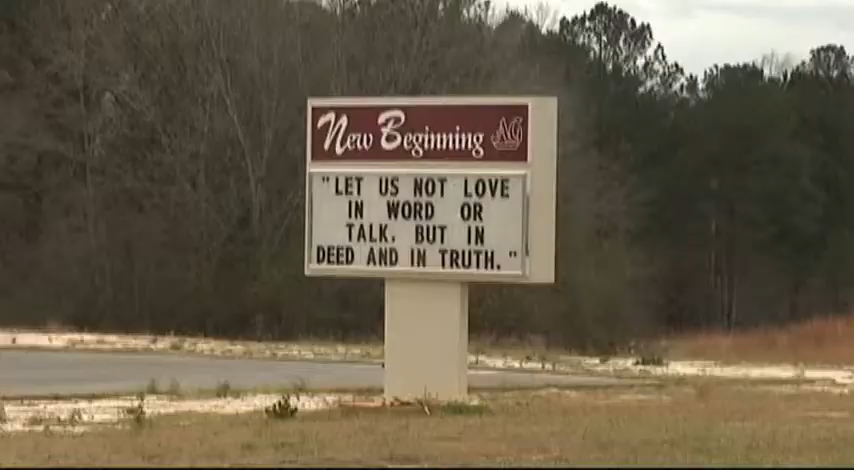 New Beginning AG
"LET US NOT LOVE
IN WORD OR
TALK, BUT IN
DEED AND IN TRUTH."